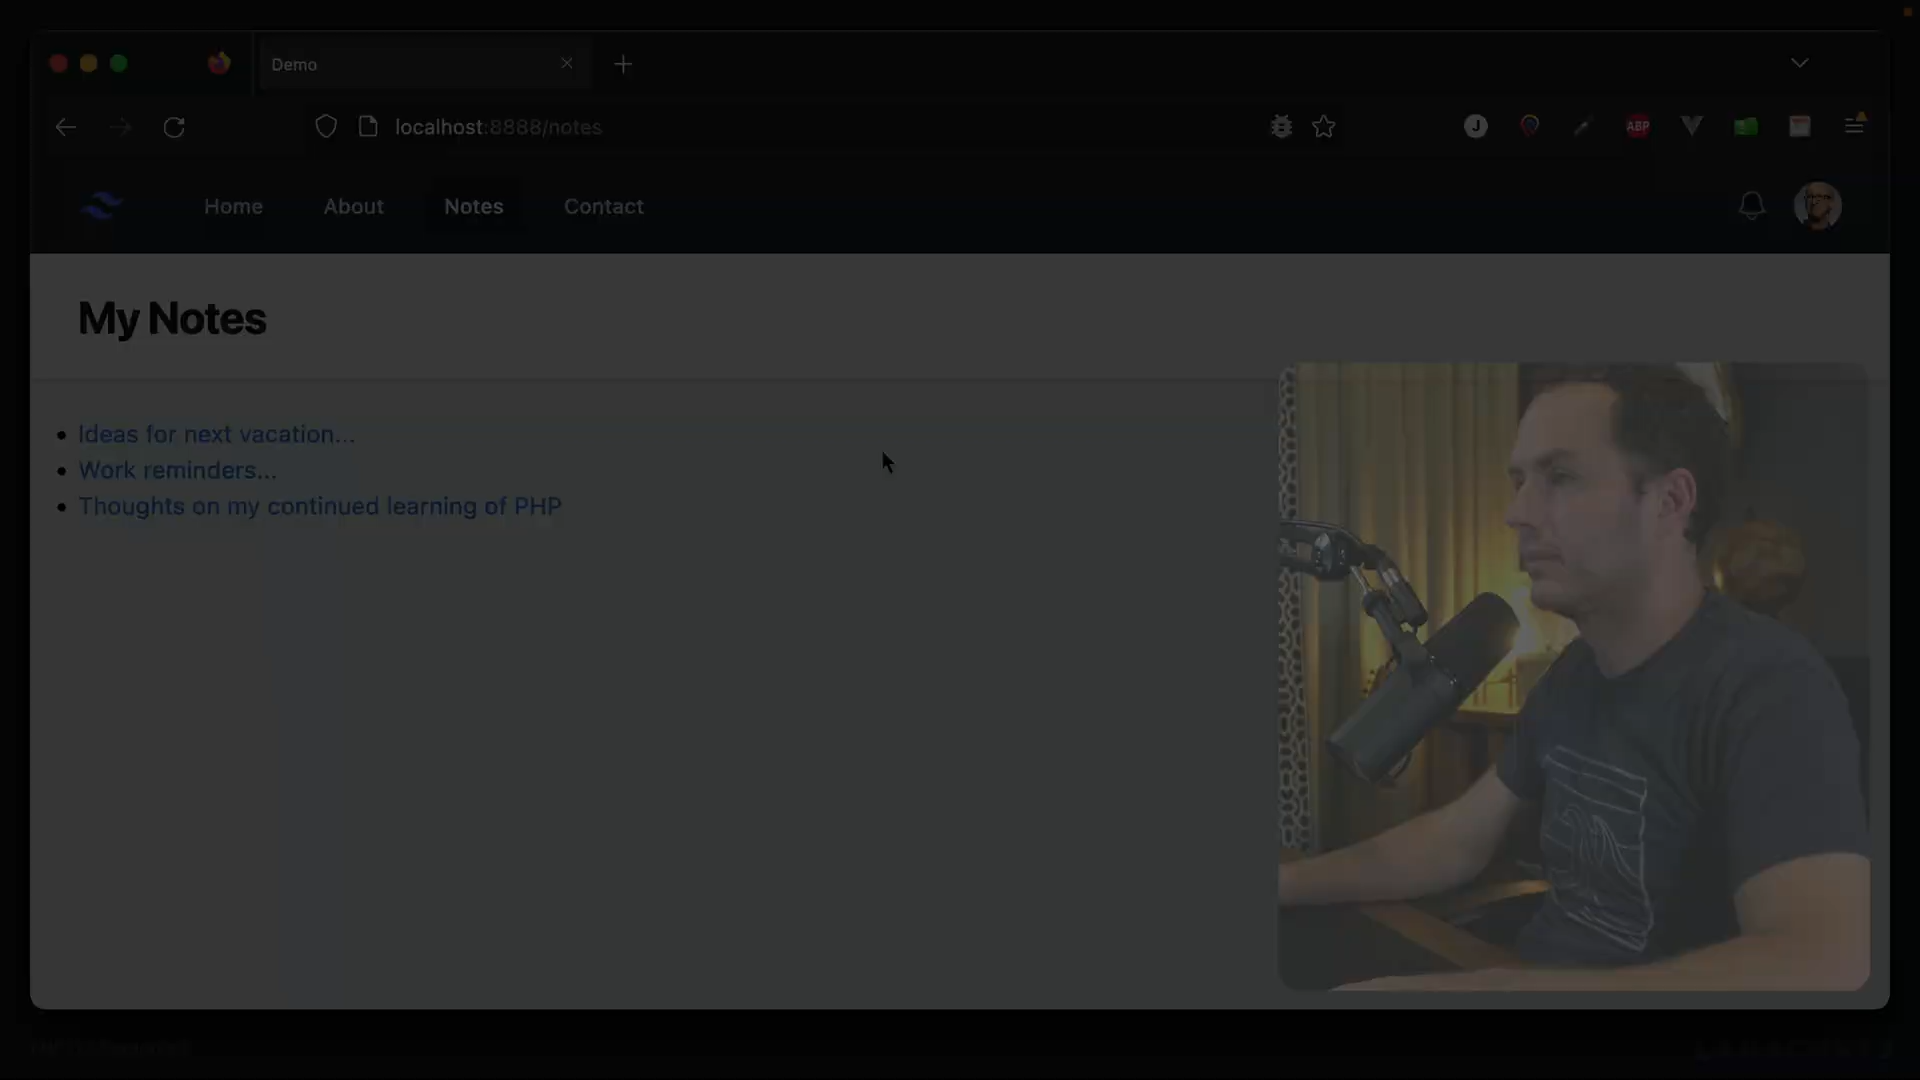 Demo
localhost:8888/notes
J
ABP
Home
About
Notes
Contact
My Notes
Ideas for next vacation...
Work reminders...
Thoughts on my continued learning of PHP